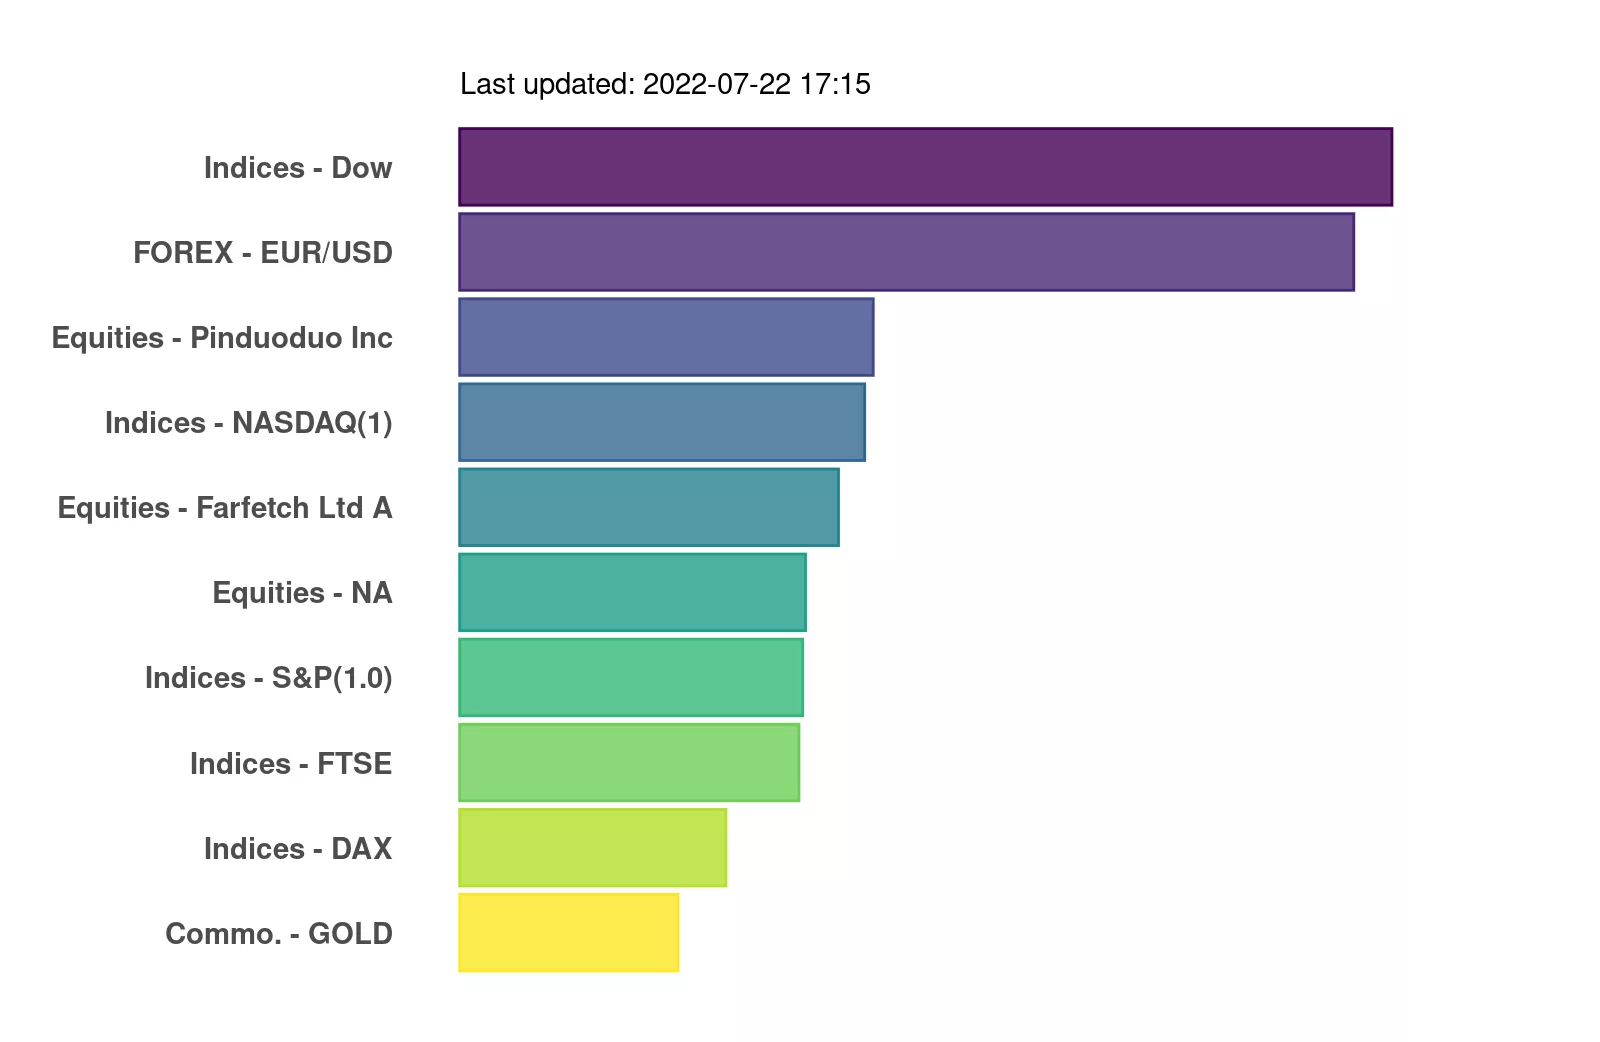 Last updated: 2022-07-22 17:15
Indices - Dow
FOREX - EUR/USD
Equities - Pinduoduo Inc
Indices - NASDAQ(1)
Equities - Farfetch Ltd A
Equities - NA
Indices - S&P(1.0)
Indices - FTSE
Indices - DAX
Commo. - GOLD